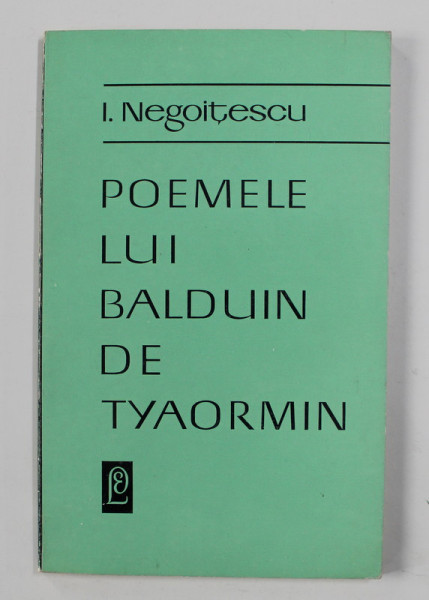 I. Negoițescu
POEMELE
LUI
BALDUIN
DE
TYAORMIN